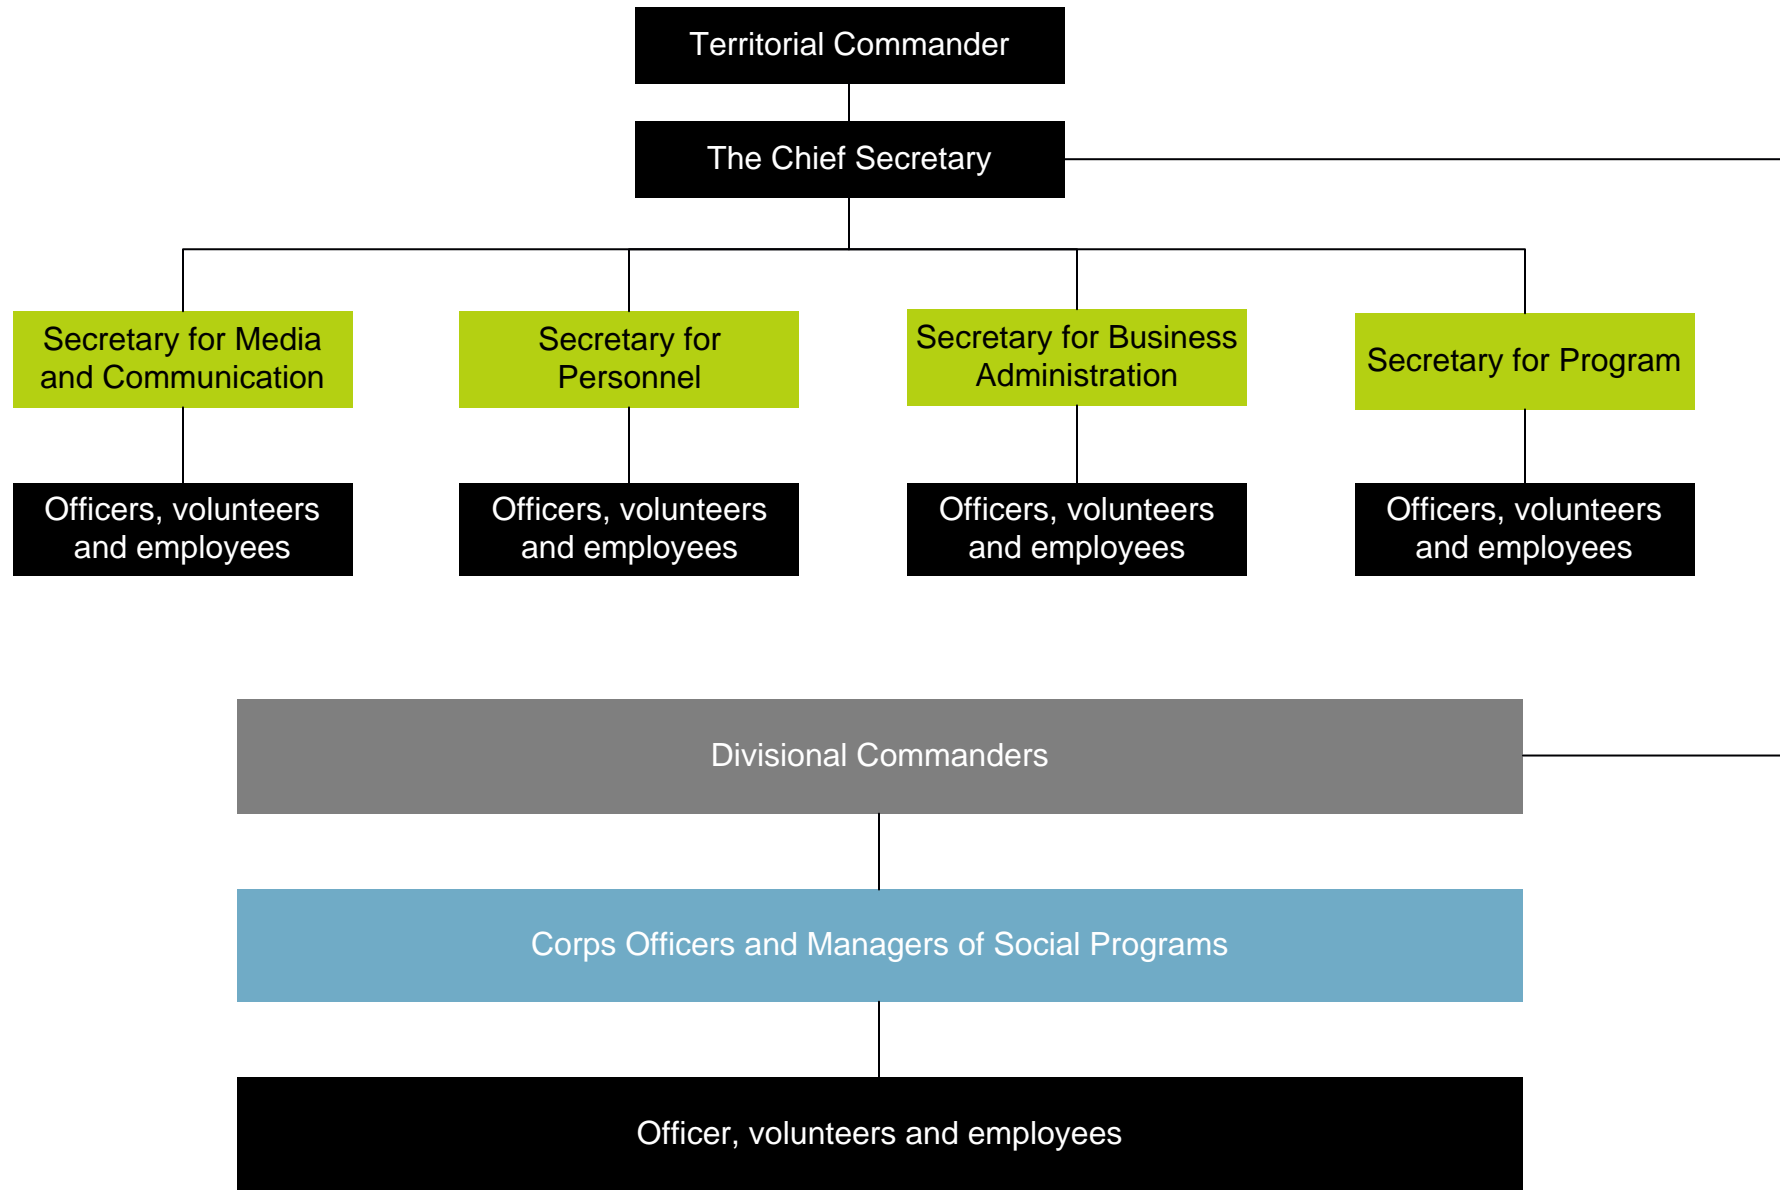 Territorial Commander
The Chief Secretary
Secretary for Media
and Communication
Secretary for
Personnel
Secretary for Business
Administration
Secretary for Program
Officers, volunteers
and employees
Officers, volunteers
and employees
Officers, volunteers
and employees
Officers, volunteers
and employees
Divisional Commanders
Corps Officers and Managers of Social Programs
Officer, volunteers and employees